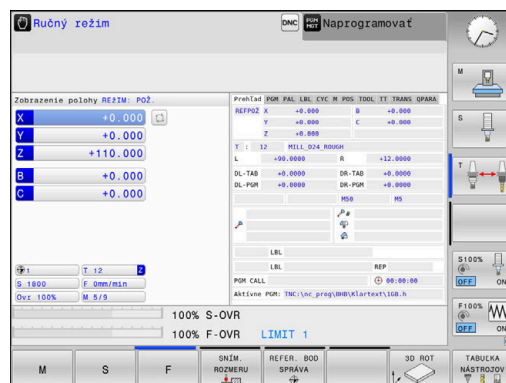 Ručný režim
DNC
PGM MGT
Naprogramovať
Zobrazenie polohy REŽIM: POŽ.
X +0.000
Y +0.000
Z +110.000
B +0.000
C +0.000
1 T 12 Z
S 1800 F 0mm/min
Ovr 100% M 5/9
Prehľad PGM PAL LBL CYC M POS TOOL TT TRANS QPARA
REFPOŽ X +0.000 B +0.000
Y +0.000 C +0.000
Z +0.000
T : 12 MILL_D24_ROUGH
L +90.0000 R +12.0000
DL-TAB +0.0000 DR-TAB +0.0000
DL-PGM +0.0000 DR-PGM +0.0000
M50 M5
LBL
LBL REP
PGM CALL 00:00:00
Aktívne PGM: TNC:\nc_prog\BHB\Klartext\1GB.h
100% S-OVR
100% F-OVR LIMIT 1
M
S
F
SNÍM. ROZMERU
REFER. BOD SPRÁVA
3D ROT
TABUĽKA NÁSTROJOV
M
S
T
S100%
OFF ON
F100%
OFF ON